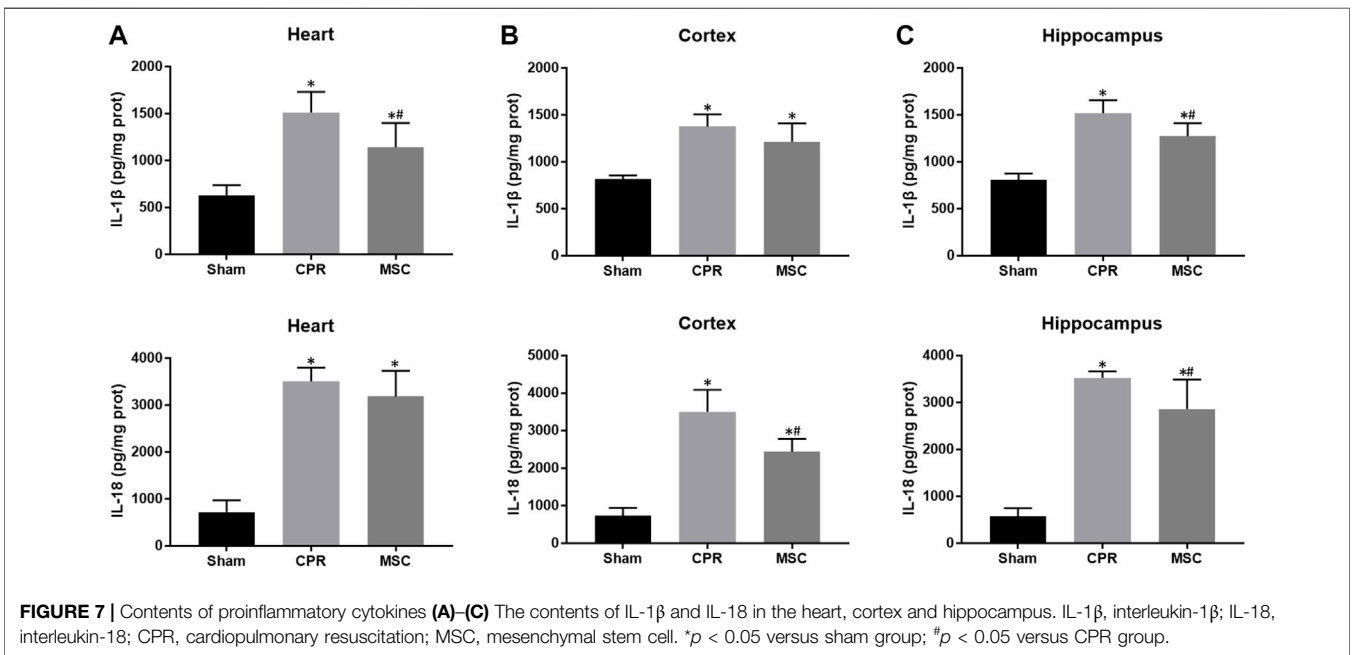 A
Heart
IL-1β (pg/mg prot)
2000
1500
1000
500
0
*
*#
Sham
CPR
MSC
B
Cortex
IL-1β (pg/mg prot)
2000
1500
1000
500
0
*
*
Sham
CPR
MSC
C
Hippocampus
IL-1β (pg/mg prot)
2000
1500
1000
500
0
*
*#
Sham
CPR
MSC
Heart
IL-18 (pg/mg prot)
4000
3000
2000
1000
0
*
*
Sham
CPR
MSC
Cortex
IL-18 (pg/mg prot)
5000
4000
3000
2000
1000
0
*
*#
Sham
CPR
MSC
Hippocampus
IL-18 (pg/mg prot)
4000
3000
2000
1000
0
*
*#
Sham
CPR
MSC
FIGURE 7 | Contents of proinflammatory cytokines (A)–(C) The contents of IL-1β and IL-18 in the heart, cortex and hippocampus. IL-1β, interleukin-1β; IL-18,
interleukin-18; CPR, cardiopulmonary resuscitation; MSC, mesenchymal stem cell. *p < 0.05 versus sham group; #p < 0.05 versus CPR group.